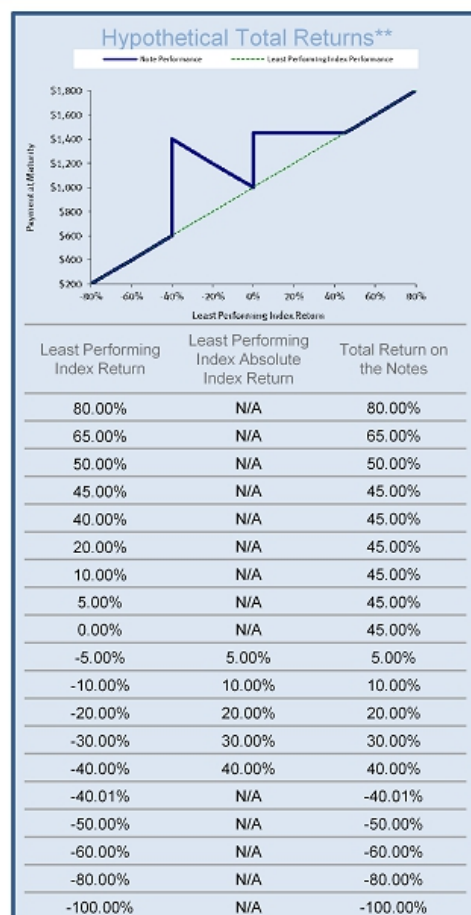 Hypothetical Total Returns**
Note Performance Least Performing Index Performance
Payment at Maturity
$1,800
$1,600
$1,400
$1,200
$1,000
$800
$600
$400
$200
-80% -60% -40% -20% 0% 20% 40% 60% 80%
Least Performing Index Return
Least Performing Index Return Least Performing Index Absolute Index Return Total Return on the Notes
80.00% N/A 80.00%
65.00% N/A 65.00%
50.00% N/A 50.00%
45.00% N/A 45.00%
40.00% N/A 45.00%
20.00% N/A 45.00%
10.00% N/A 45.00%
5.00% N/A 45.00%
0.00% N/A 45.00%
-5.00% 5.00% 5.00%
-10.00% 10.00% 10.00%
-20.00% 20.00% 20.00%
-30.00% 30.00% 30.00%
-40.00% 40.00% 40.00%
-40.01% N/A -40.01%
-50.00% N/A -50.00%
-60.00% N/A -60.00%
-80.00% N/A -80.00%
-100.00% N/A -100.00%